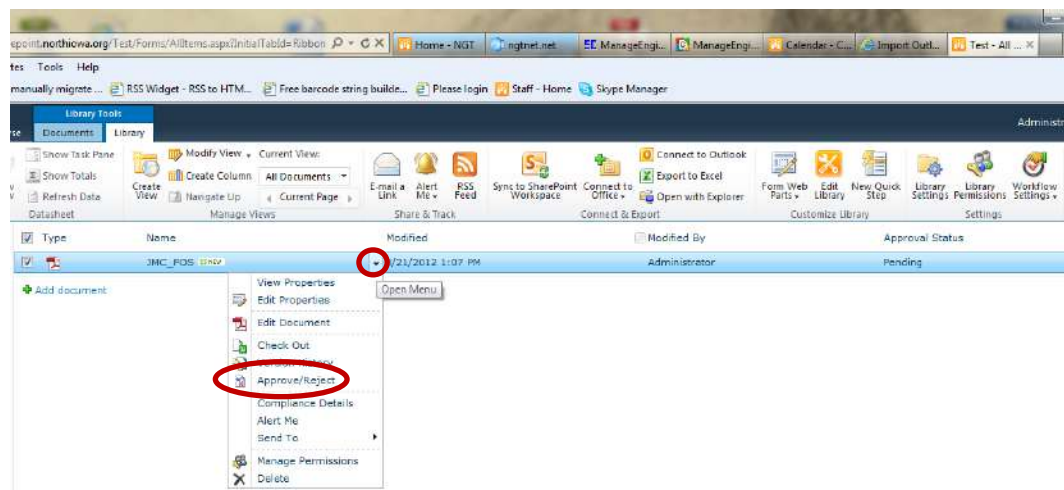 epoint.northiowa.org/Test/Forms/AllItems.aspx?InitialTabId=Ribbon
Home - NGT
ngtnet.net
ManageEngi...
ManageEngi...
Calendar - C...
Import Outl...
Test - All ...
tes Tools Help
manually migrate ...
RSS Widget - RSS to HTM...
Free barcode string builde...
Please login
Staff - Home
Skype Manager
Library Tools
se Documents Library
Administr
Show Task Pane
Show Totals
Refresh Data
Datasheet
Create View
Modify View
Create Column
Navigate Up
Current View:
All Documents
Current Page
Manage Views
E-mail a Link
Alert Me
RSS Feed
Share & Track
Sync to SharePoint Workspace
Connect to Office
Connect to Outlook
Export to Excel
Open with Explorer
Connect & Export
Form Web Parts
Edit Library
New Quick Step
Customize Library
Library Settings
Library Permissions
Workflow Settings
Settings
Type Name Modified Modified By Approval Status
JMC_FOS NEW /21/2012 1:07 PM Administrator Pending
Add document
Open Menu
View Properties
Edit Properties
Edit Document
Check Out
Version History
Approve/Reject
Compliance Details
Alert Me
Send To
Manage Permissions
Delete